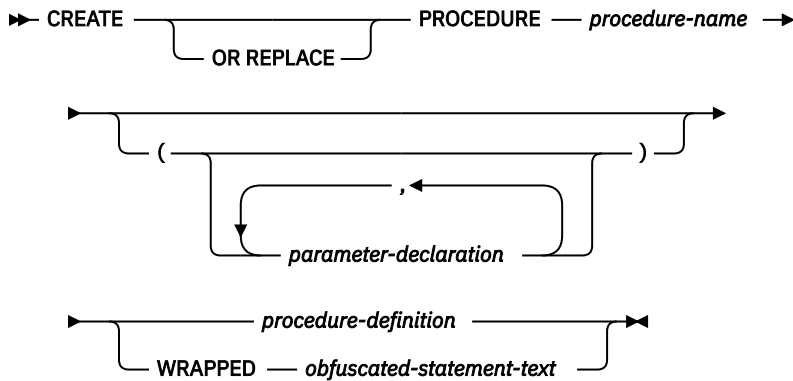 CREATE PROCEDURE procedure-name
OR REPLACE
( )
,
parameter-declaration
procedure-definition
WRAPPED obfuscated-statement-text